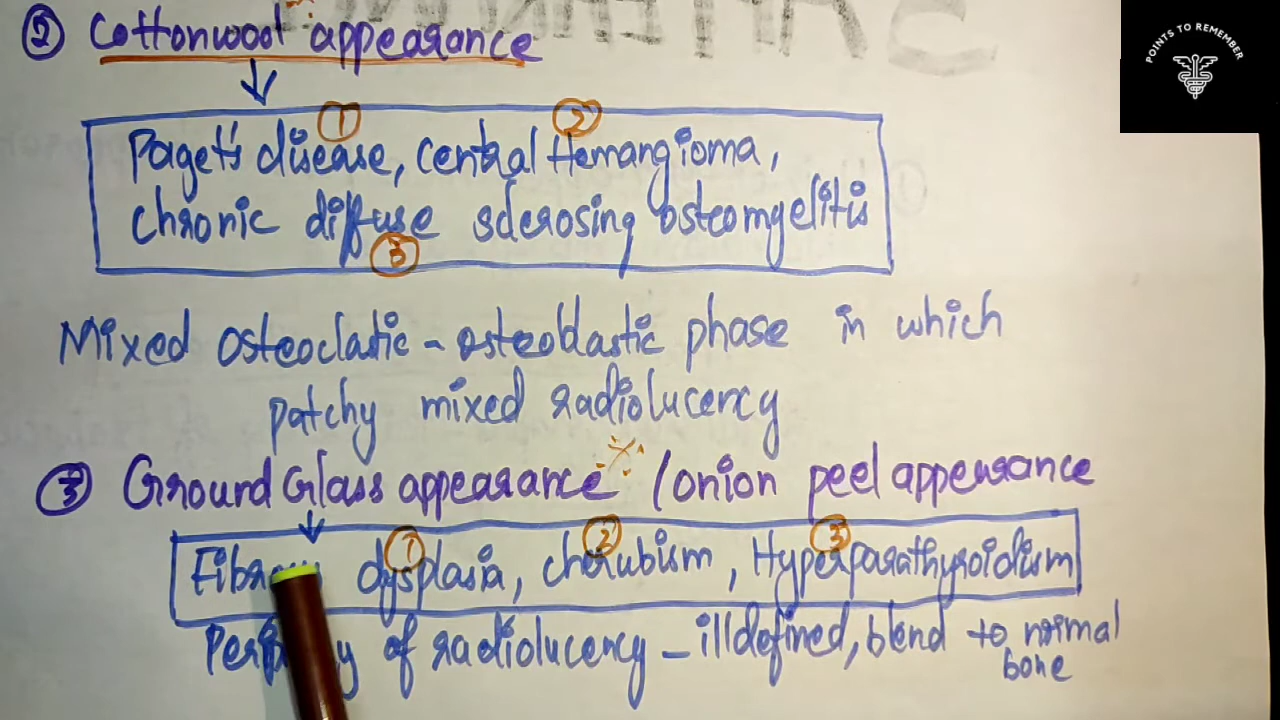 ② Cottonwool appearance
POINTS TO REMEMBER
① ②
Paget's disease, central Hemangioma,
chronic diffuse sclerosing osteomyelitis
③
Mixed osteoclastic - osteoblastic phase in which
patchy mixed radiolucency
③ Ground Glass appearance / onion peel appearance
① ② ③
dysplasia, cherubism, Hyperparathyroidism
of radiolucency - illdefined, blend to normal
bone